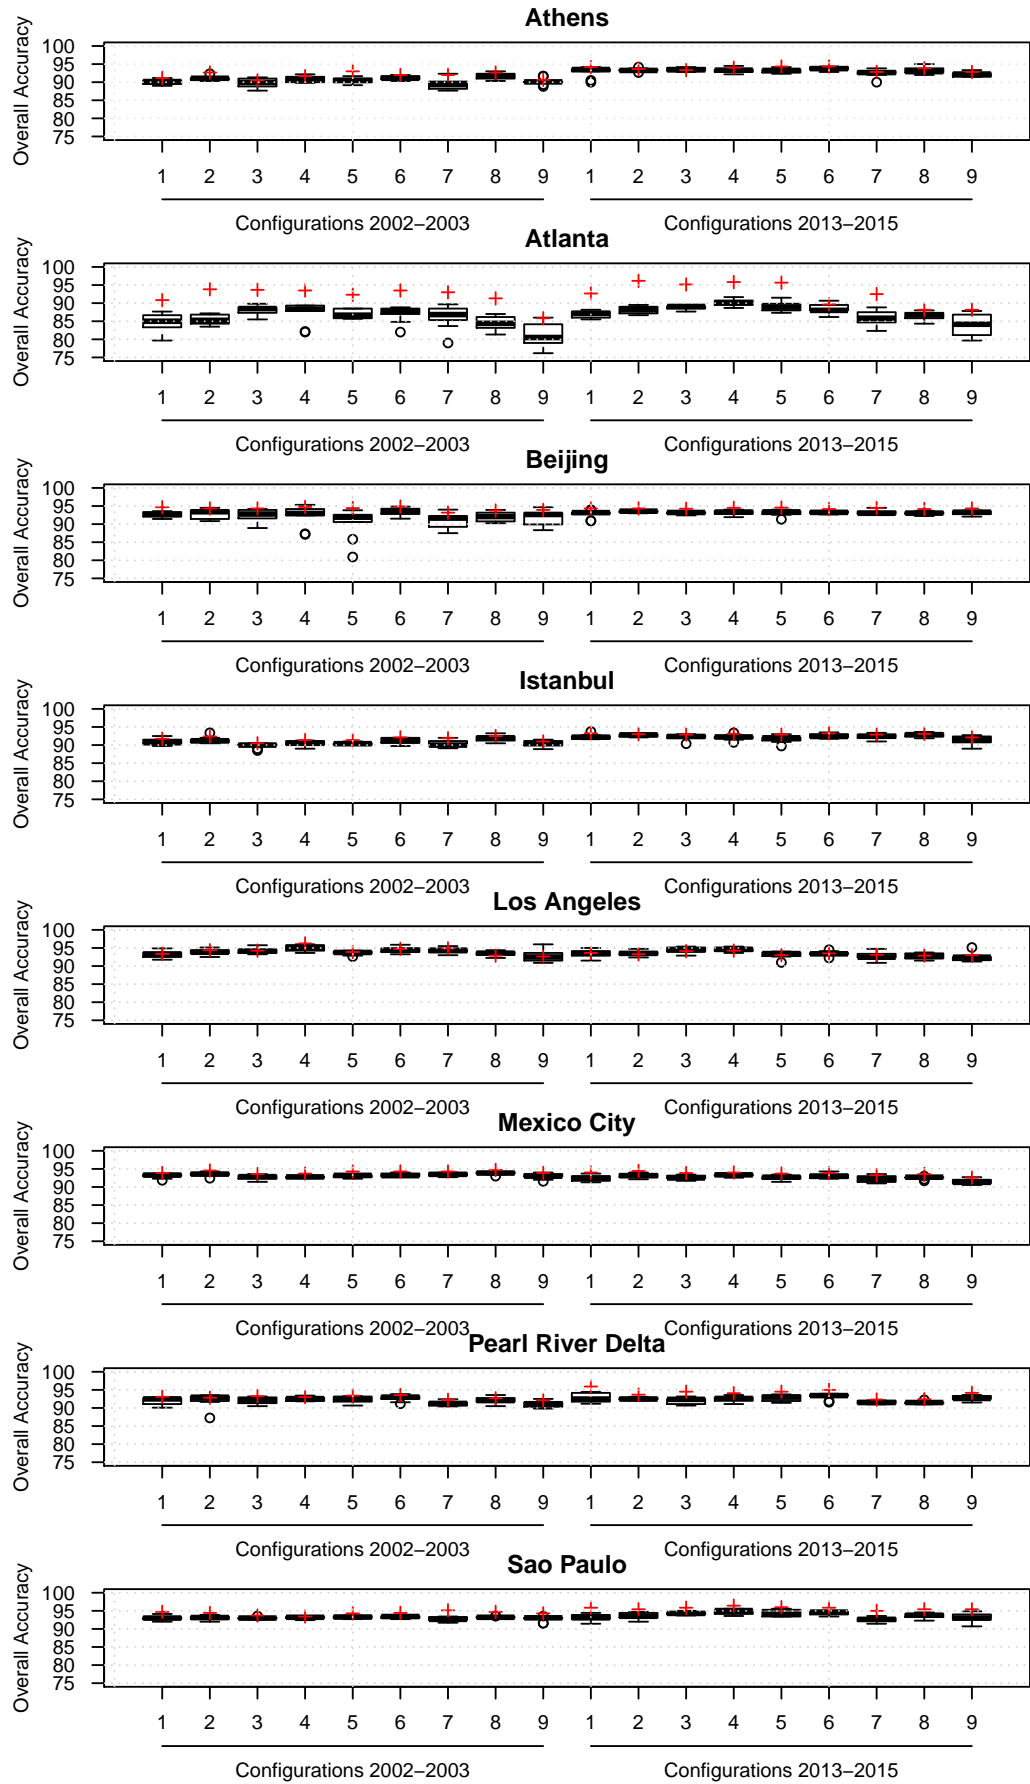 Athens
Overall Accuracy
100
95
90
85
80
75
1 2 3 4 5 6 7 8 9 1 2 3 4 5 6 7 8 9
Configurations 2002−2003 Configurations 2013−2015
Atlanta
Overall Accuracy
100
95
90
85
80
75
1 2 3 4 5 6 7 8 9 1 2 3 4 5 6 7 8 9
Configurations 2002−2003 Configurations 2013−2015
Beijing
Overall Accuracy
100
95
90
85
80
75
1 2 3 4 5 6 7 8 9 1 2 3 4 5 6 7 8 9
Configurations 2002−2003 Configurations 2013−2015
Istanbul
Overall Accuracy
100
95
90
85
80
75
1 2 3 4 5 6 7 8 9 1 2 3 4 5 6 7 8 9
Configurations 2002−2003 Configurations 2013−2015
Los Angeles
Overall Accuracy
100
95
90
85
80
75
1 2 3 4 5 6 7 8 9 1 2 3 4 5 6 7 8 9
Configurations 2002−2003 Configurations 2013−2015
Mexico City
Overall Accuracy
100
95
90
85
80
75
1 2 3 4 5 6 7 8 9 1 2 3 4 5 6 7 8 9
Configurations 2002−2003 Configurations 2013−2015
Pearl River Delta
Overall Accuracy
100
95
90
85
80
75
1 2 3 4 5 6 7 8 9 1 2 3 4 5 6 7 8 9
Configurations 2002−2003 Configurations 2013−2015
Sao Paulo
Overall Accuracy
100
95
90
85
80
75
1 2 3 4 5 6 7 8 9 1 2 3 4 5 6 7 8 9
Configurations 2002−2003 Configurations 2013−2015